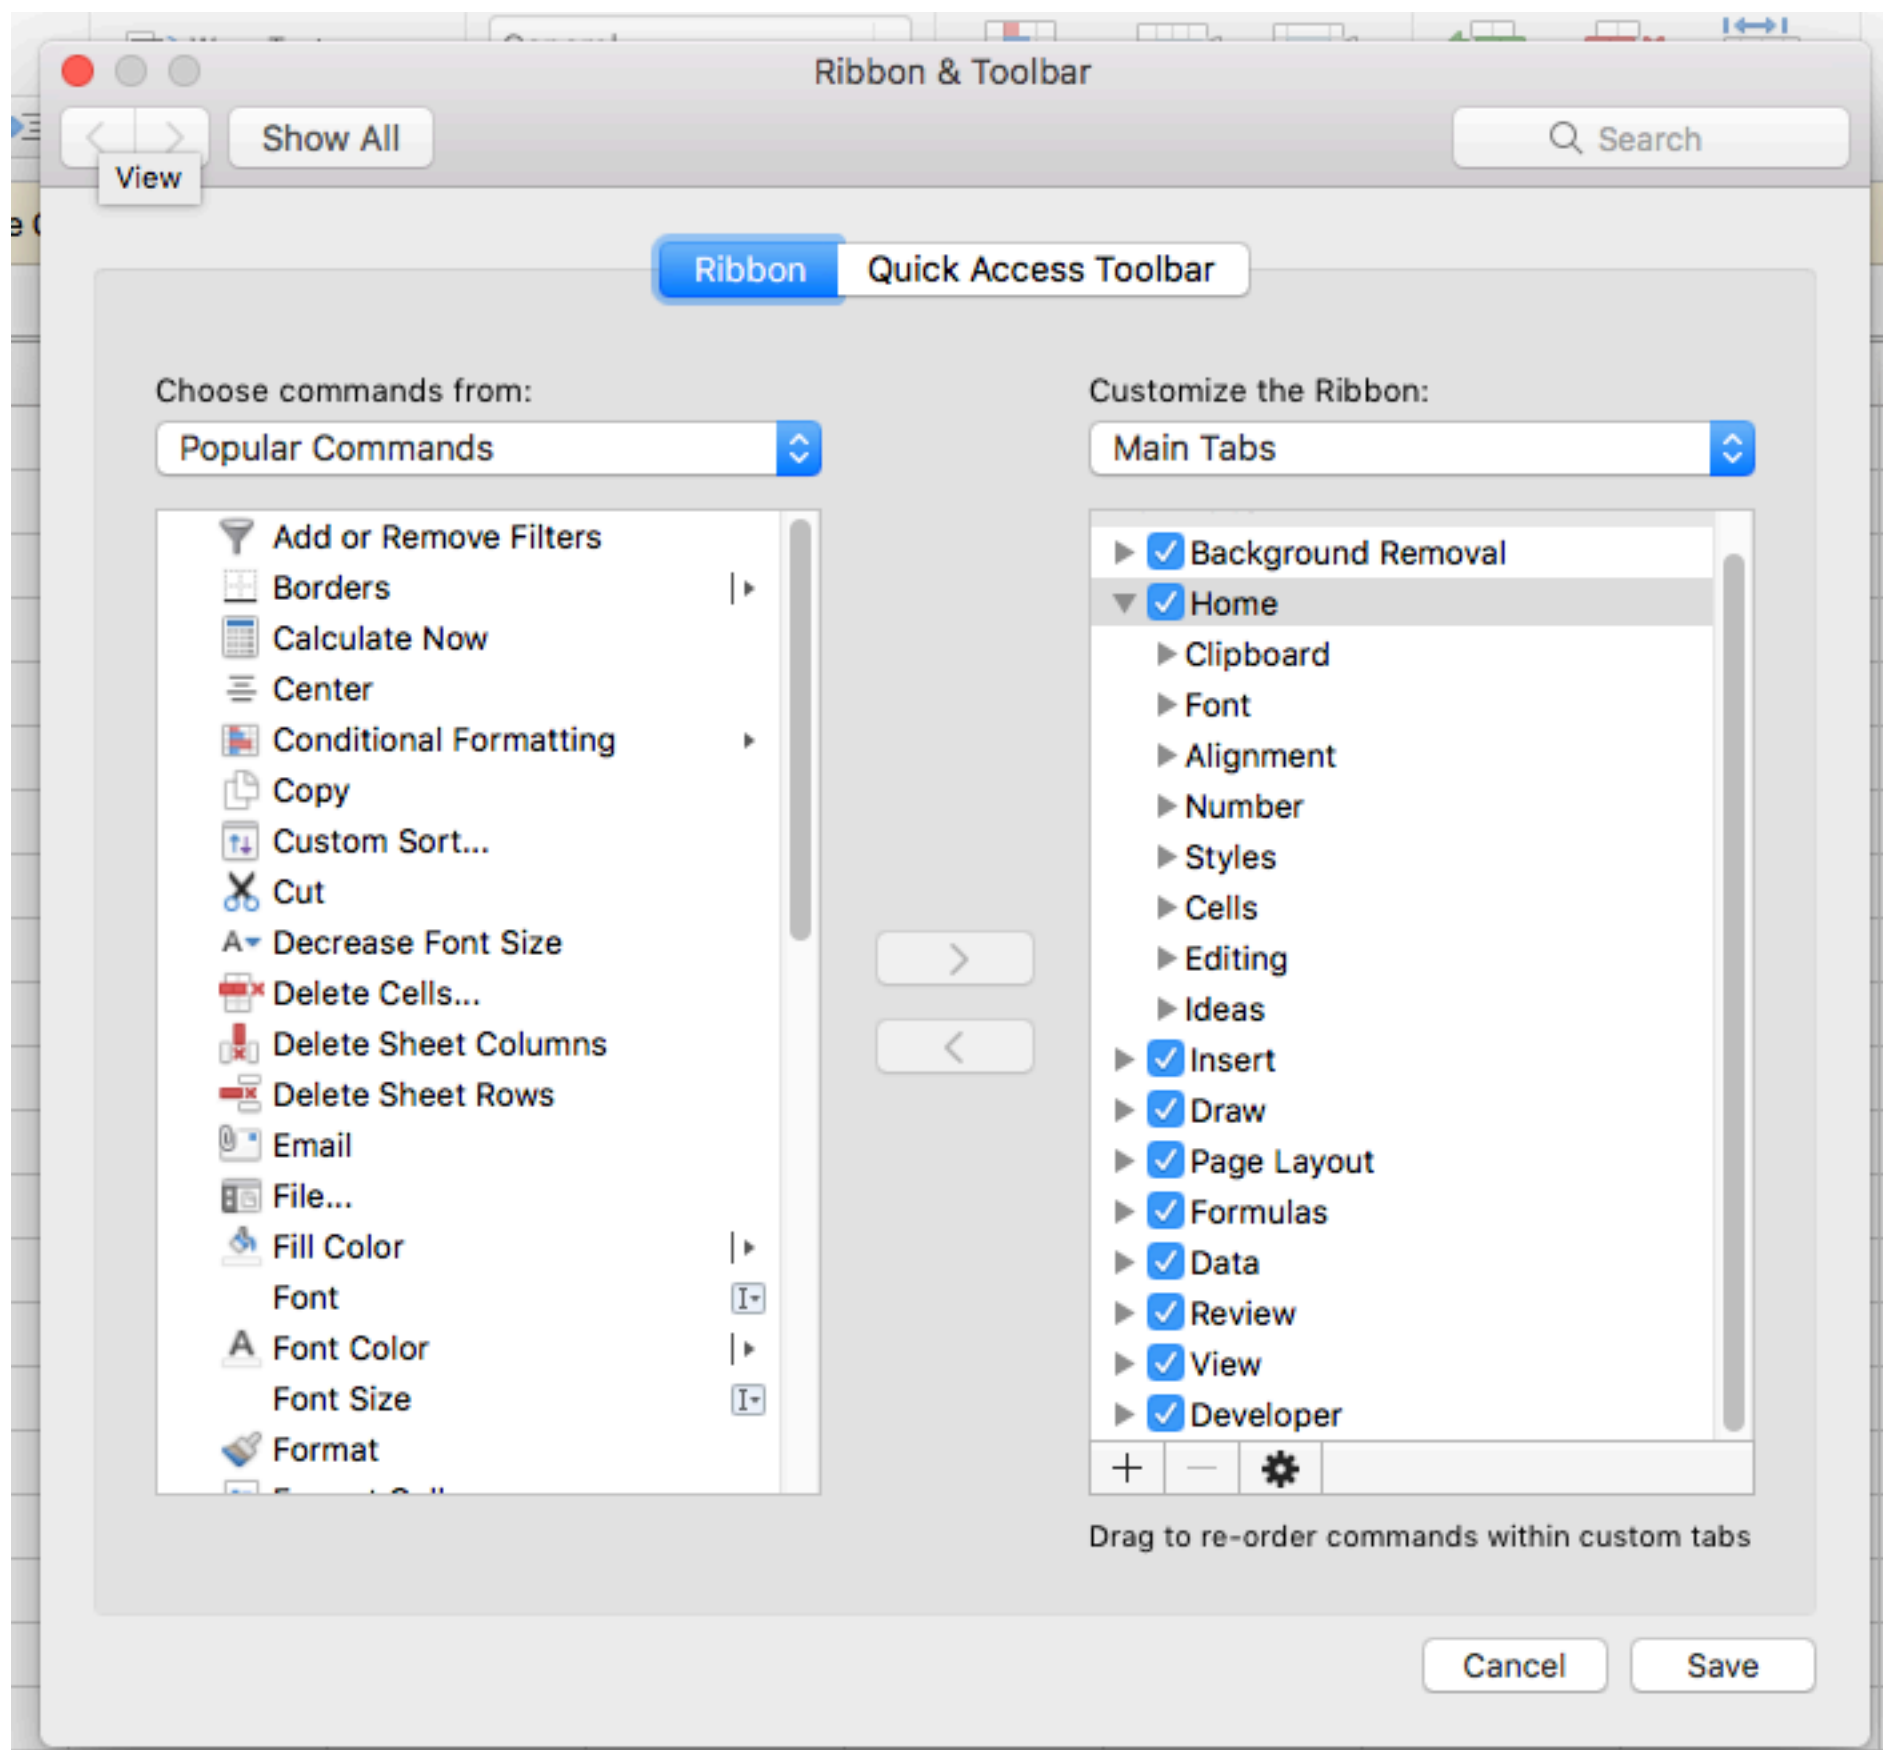 Ribbon & Toolbar
Show All
Search
View
Ribbon
Quick Access Toolbar
Choose commands from:
Popular Commands
Add or Remove Filters
Borders
Calculate Now
Center
Conditional Formatting
Copy
Custom Sort...
Cut
Decrease Font Size
Delete Cells...
Delete Sheet Columns
Delete Sheet Rows
Email
File...
Fill Color
Font
Font Color
Font Size
Format
Customize the Ribbon:
Main Tabs
Background Removal
Home
Clipboard
Font
Alignment
Number
Styles
Cells
Editing
Ideas
Insert
Draw
Page Layout
Formulas
Data
Review
View
Developer
Drag to re-order commands within custom tabs
Cancel
Save